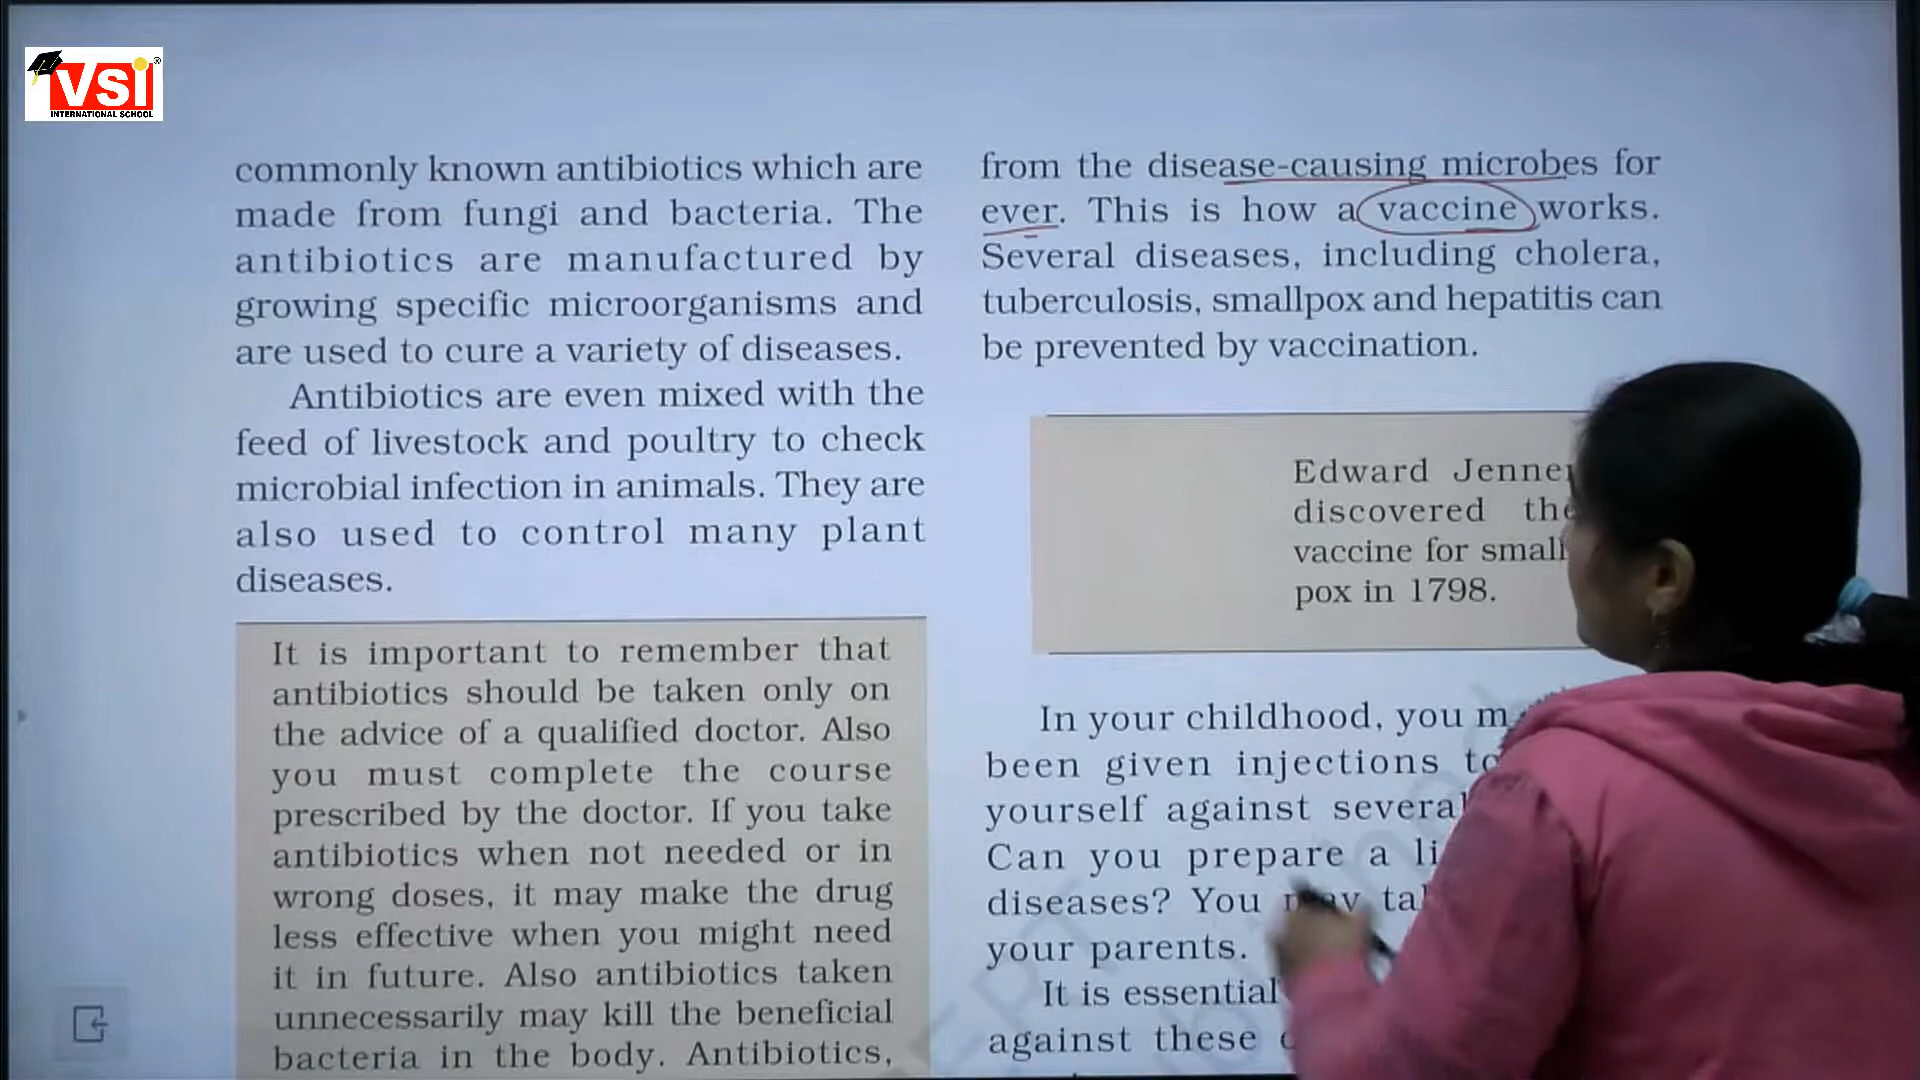 VSI
INTERNATIONAL SCHOOL
commonly known antibiotics which are
made from fungi and bacteria. The
antibiotics are manufactured by
growing specific microorganisms and
are used to cure a variety of diseases.
Antibiotics are even mixed with the
feed of livestock and poultry to check
microbial infection in animals. They are
also used to control many plant
diseases.
It is important to remember that
antibiotics should be taken only on
the advice of a qualified doctor. Also
you must complete the course
prescribed by the doctor. If you take
antibiotics when not needed or in
wrong doses, it may make the drug
less effective when you might need
it in future. Also antibiotics taken
unnecessarily may kill the beneficial
bacteria in the body. Antibiotics,
from the disease-causing microbes for
ever. This is how a vaccine works.
Several diseases, including cholera,
tuberculosis, smallpox and hepatitis can
be prevented by vaccination.
Edward Jenner
discovered the
vaccine for small
pox in 1798.
In your childhood, you
been given injections to
yourself against several
Can you prepare a
diseases? You may
your parents.
It is essential
against these